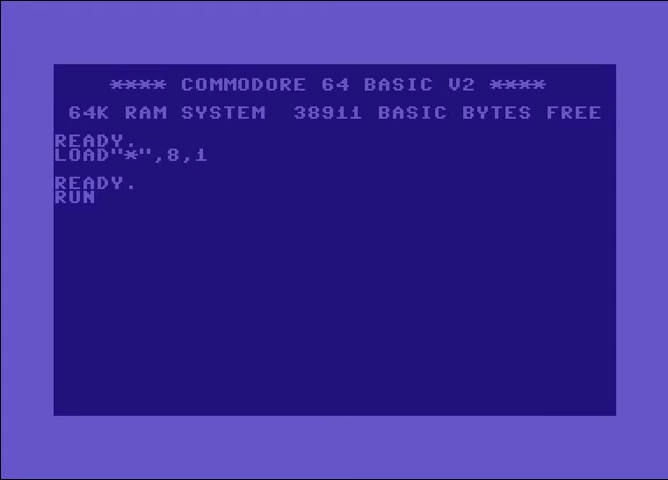 **** COMMODORE 64 BASIC V2 ****
64K RAM SYSTEM  38911 BASIC BYTES FREE
READY.
LOAD"*",8,1
READY.
RUN